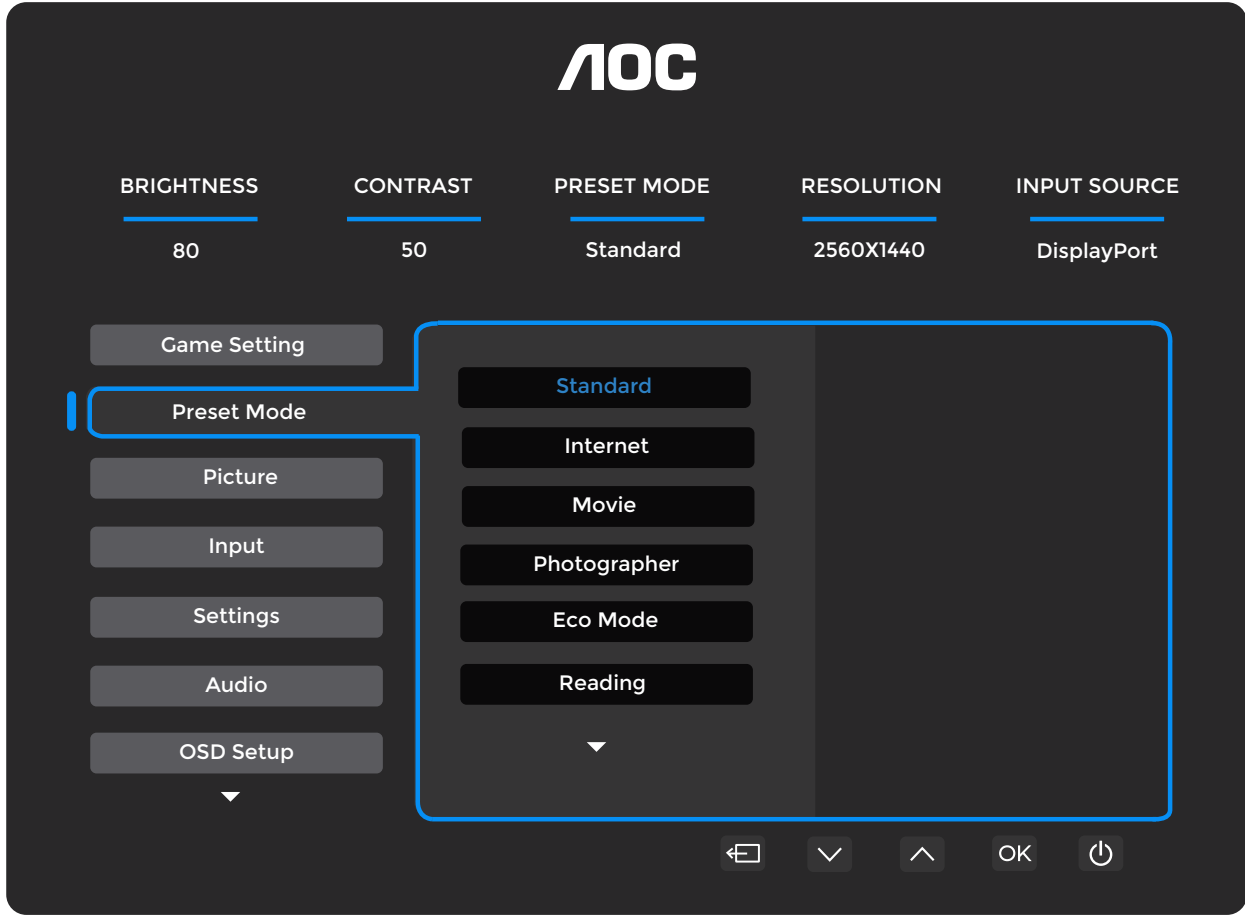 AOC
BRIGHTNESS CONTRAST PRESET MODE RESOLUTION INPUT SOURCE
80 50 Standard 2560X1440 DisplayPort
Game Setting
Preset Mode
Picture
Input
Settings
Audio
OSD Setup
Standard
Internet
Movie
Photographer
Eco Mode
Reading
OK